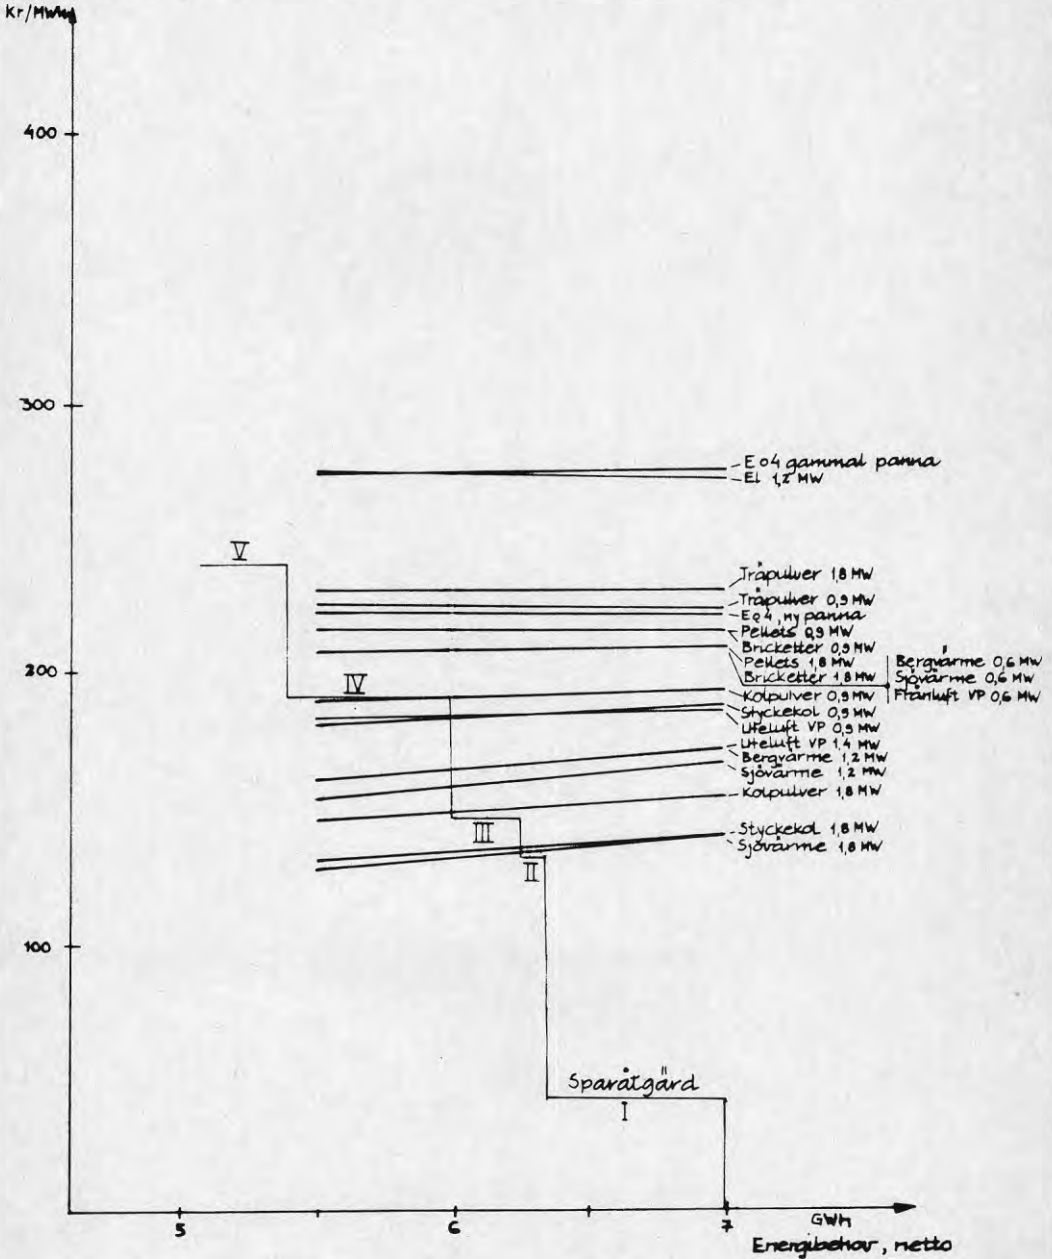 Kr/MWh
400
300
E04 gammal panna
El 1,2 MW
V
Träpulver 1,8 MW
Träpulver 0,9 MW
E04, ny panna
Pellets 0,9 MW
Bricketter 0,9 MW
Pellets 1,8 MW
Bricketter 1,8 MW
Bergvärme 0,6 MW
Sjövärme 0,6 MW
Frånluft VP 0,6 MW
200
IV
Kolpulver 0,9 MW
Styckekol 0,9 MW
Uteluft VP 0,9 MW
Uteluft VP 1,4 MW
Bergvärme 1,2 MW
Sjövärme 1,2 MW
Kolpulver 1,8 MW
III
Styckekol 1,8 MW
Sjövärme 1,8 MW
II
100
Sparåtgärd
I
5
6
7
GWh
Energibehov, netto